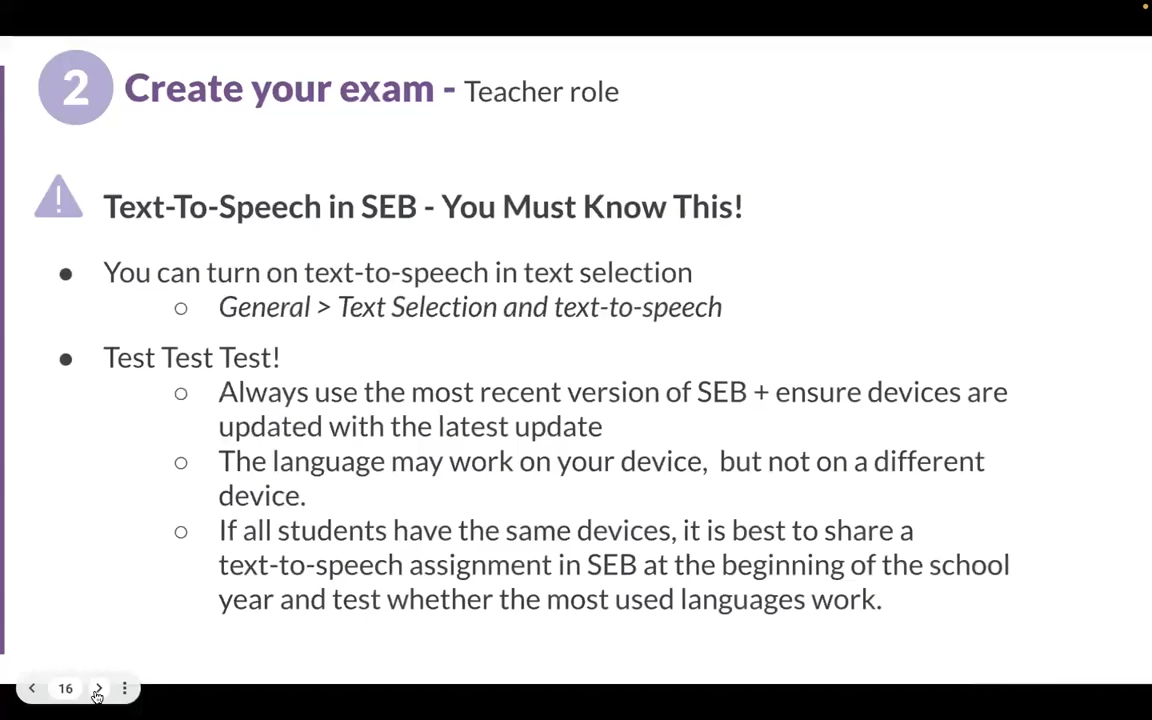 2
Create your exam - Teacher role
!
Text-To-Speech in SEB - You Must Know This!
● You can turn on text-to-speech in text selection
○ General > Text Selection and text-to-speech
● Test Test Test!
○ Always use the most recent version of SEB + ensure devices are
updated with the latest update
○ The language may work on your device, but not on a different
device.
○ If all students have the same devices, it is best to share a
text-to-speech assignment in SEB at the beginning of the school
year and test whether the most used languages work.
16